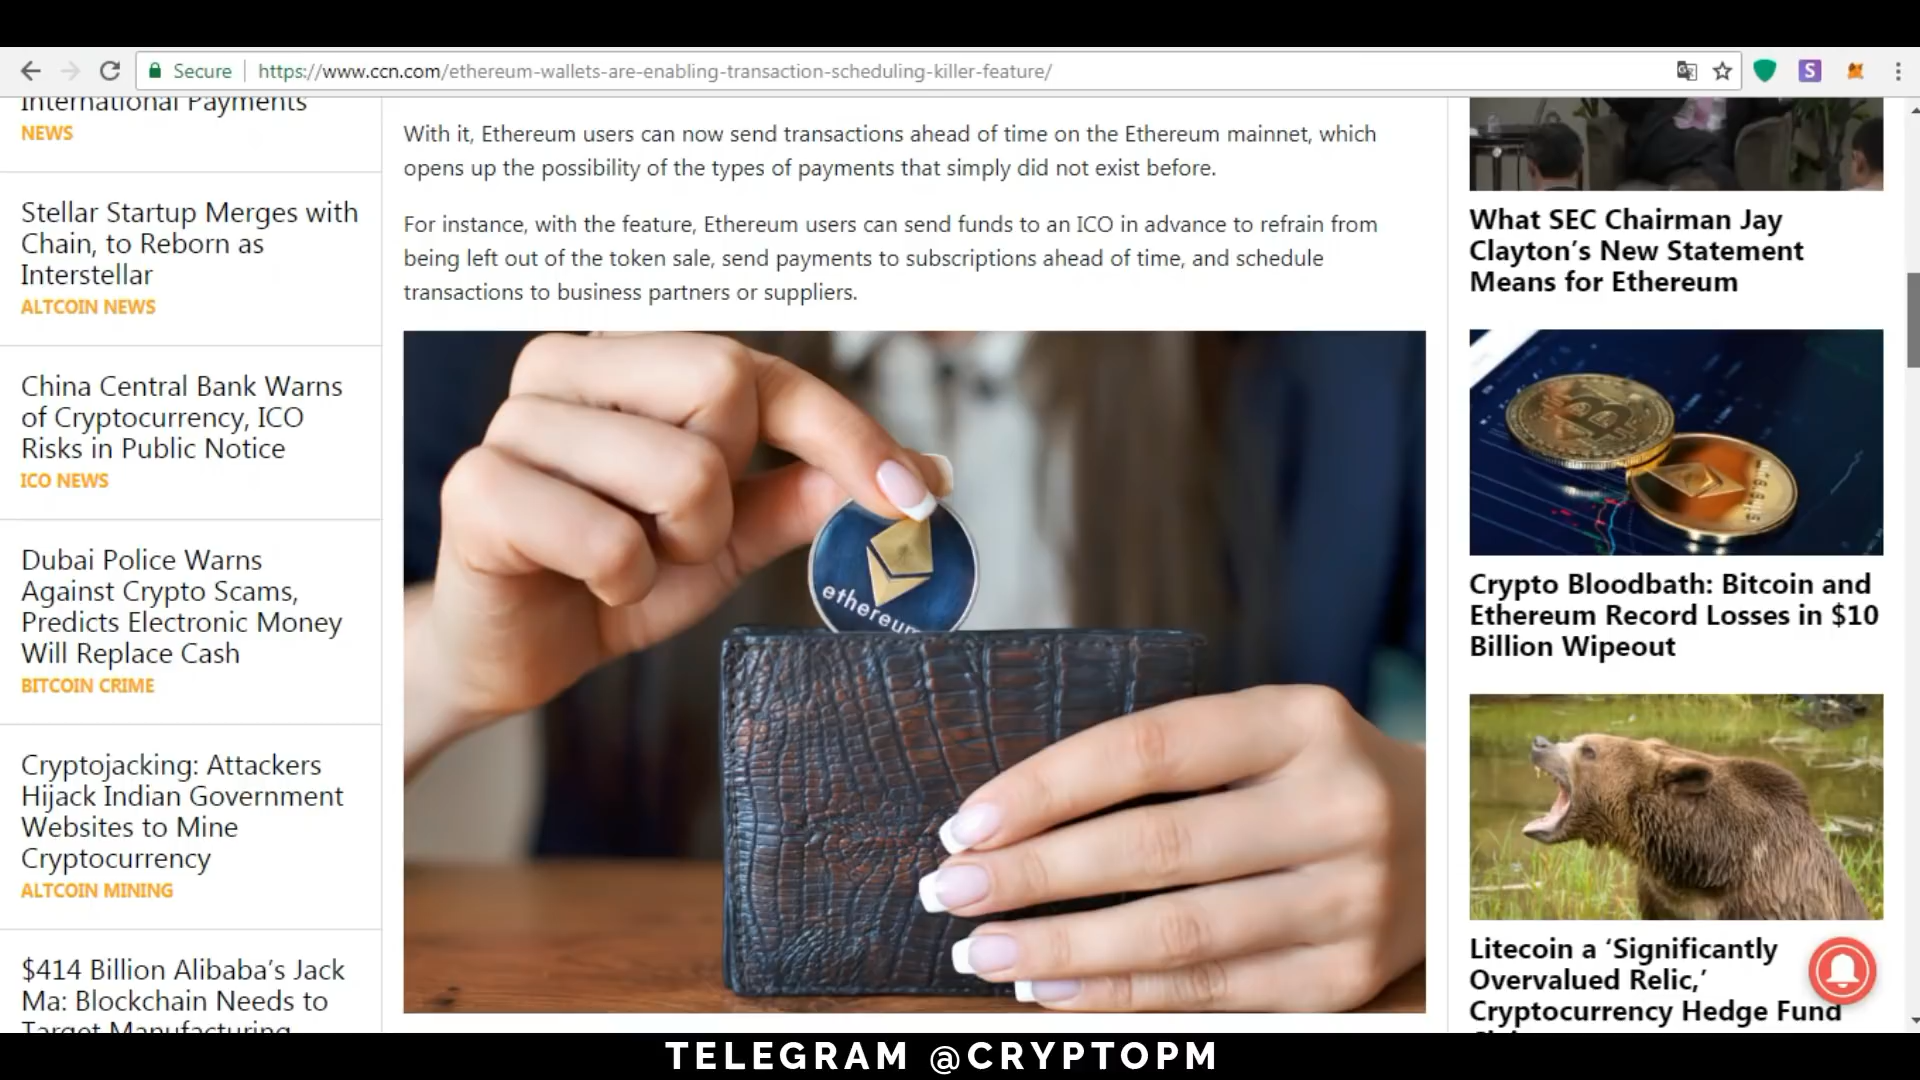 Secure
https://www.ccn.com/ethereum-wallets-are-enabling-transaction-scheduling-killer-feature/
International Payments
NEWS
Stellar Startup Merges with
Chain, to Reborn as
Interstellar
ALTCOIN NEWS
China Central Bank Warns
of Cryptocurrency, ICO
Risks in Public Notice
ICO NEWS
Dubai Police Warns
Against Crypto Scams,
Predicts Electronic Money
Will Replace Cash
BITCOIN CRIME
Cryptojacking: Attackers
Hijack Indian Government
Websites to Mine
Cryptocurrency
ALTCOIN MINING
$414 Billion Alibaba’s Jack
Ma: Blockchain Needs to
Target Manufacturing
With it, Ethereum users can now send transactions ahead of time on the Ethereum mainnet, which
opens up the possibility of the types of payments that simply did not exist before.
For instance, with the feature, Ethereum users can send funds to an ICO in advance to refrain from
being left out of the token sale, send payments to subscriptions ahead of time, and schedule
transactions to business partners or suppliers.
ethereum
What SEC Chairman Jay
Clayton’s New Statement
Means for Ethereum
Crypto Bloodbath: Bitcoin and
Ethereum Record Losses in $10
Billion Wipeout
Litecoin a ‘Significantly
Overvalued Relic,’
Cryptocurrency Hedge Fund
S
TELEGRAM @CRYPTOPM